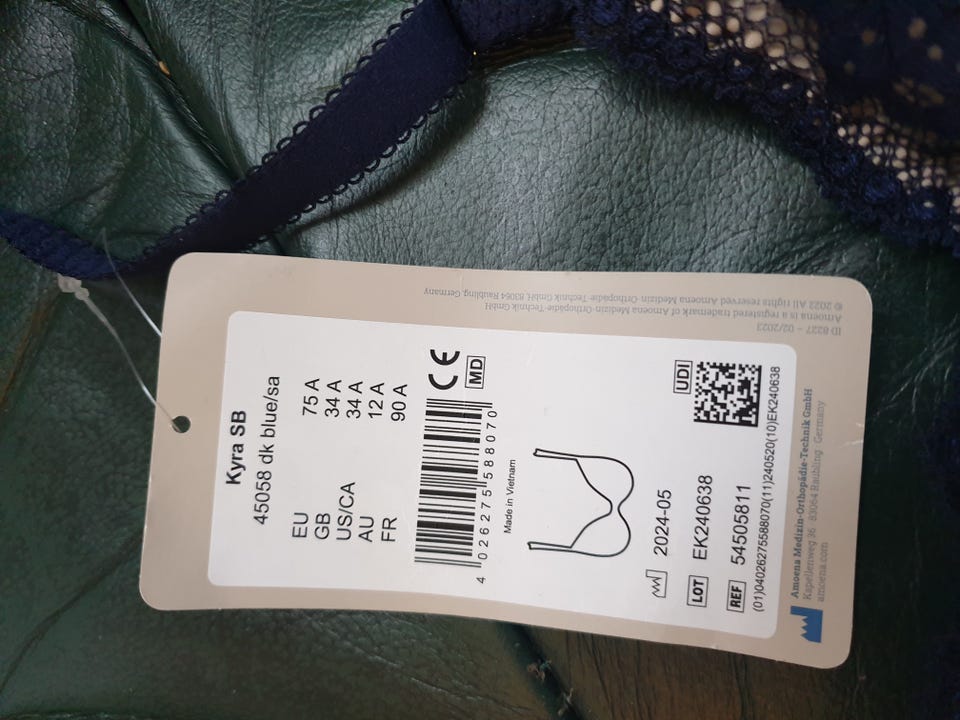 Kyra SB
45058 dk blue/sa
EU 75 A
GB 34 A
US/CA 34 A
AU 12 A
FR 90 A
CE
MD
4 026275 588070
Made in Vietnam
UDI
2024-05
LOT EK240638
REF 54505811
(01)04026275588070(11)240520(10)EK240638
Amoena Medizin-Orthopädie-Technik GmbH
Kapellenweg 36 83064 Raubling Germany
amoena.com
ID 8227 – 02/2023
Amoena is a registered trademark of Amoena Medizin-Orthopädie-Technik GmbH
© 2022 All rights reserved Amoena Medizin-Orthopädie-Technik GmbH, 83064 Raubling, Germany